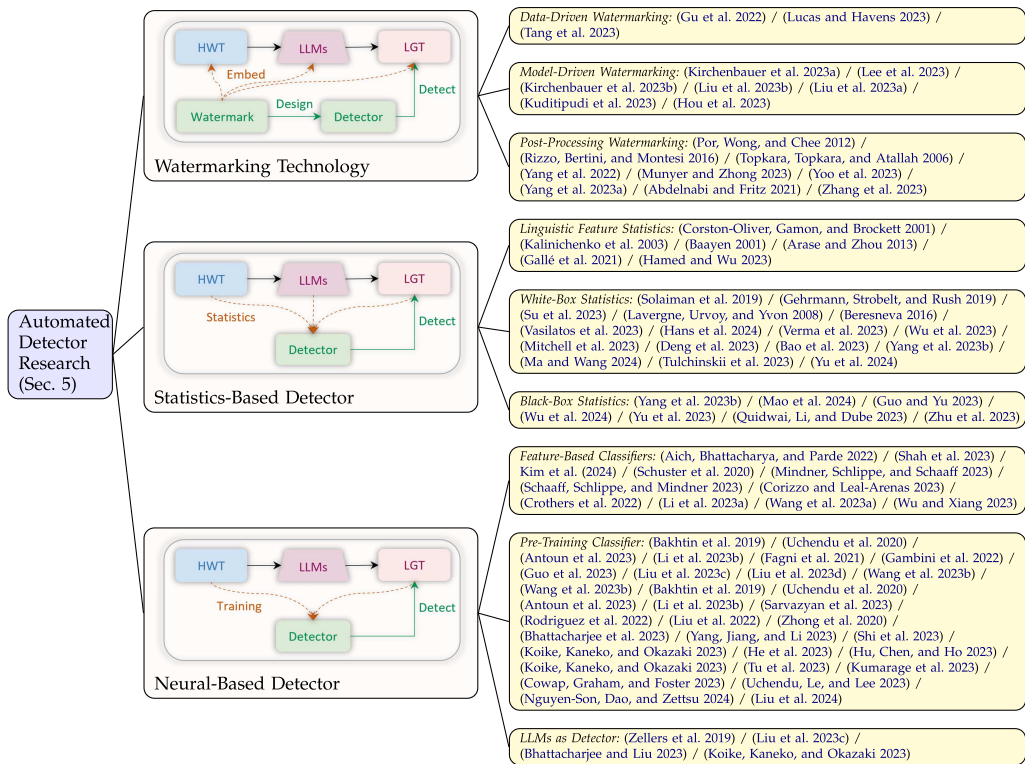 Automated
Detector
Research
(Sec. 5)
HWT
LLMs
LGT
Embed
Detect
Design
Watermark
Detector
Watermarking Technology
Data-Driven Watermarking: (Gu et al. 2022) / (Lucas and Havens 2023) /
(Tang et al. 2023)
Model-Driven Watermarking: (Kirchenbauer et al. 2023a) / (Lee et al. 2023) /
(Kirchenbauer et al. 2023b) / (Liu et al. 2023b) / (Liu et al. 2023a) /
(Kuditipudi et al. 2023) / (Hou et al. 2023)
Post-Processing Watermarking: (Por, Wong, and Chee 2012) /
(Rizzo, Bertini, and Montesi 2016) / (Topkara, Topkara, and Atallah 2006) /
(Yang et al. 2022) / (Munyer and Zhong 2023) / (Yoo et al. 2023) /
(Yang et al. 2023a) / (Abdelnabi and Fritz 2021) / (Zhang et al. 2023)
HWT
LLMs
LGT
Statistics
Detect
Detector
Statistics-Based Detector
Linguistic Feature Statistics: (Corston-Oliver, Gamon, and Brockett 2001) /
(Kalinichenko et al. 2003) / (Baayen 2001) / (Arase and Zhou 2013) /
(Gallé et al. 2021) / (Hamed and Wu 2023)
White-Box Statistics: (Solaiman et al. 2019) / (Gehrmann, Strobelt, and Rush 2019) /
(Su et al. 2023) / (Lavergne, Urvoy, and Yvon 2008) / (Beresneva 2016) /
(Vasilatos et al. 2023) / (Hans et al. 2024) / (Verma et al. 2023) / (Wu et al. 2023) /
(Mitchell et al. 2023) / (Deng et al. 2023) / (Bao et al. 2023) / (Yang et al. 2023b) /
(Ma and Wang 2024) / (Tulchinskii et al. 2023) / (Yu et al. 2024)
Black-Box Statistics: (Yang et al. 2023b) / (Mao et al. 2024) / (Guo and Yu 2023) /
(Wu et al. 2024) / (Yu et al. 2023) / (Quidwai, Li, and Dube 2023) / (Zhu et al. 2023)
HWT
LLMs
LGT
Training
Detect
Detector
Neural-Based Detector
Feature-Based Classifiers: (Aich, Bhattacharya, and Parde 2022) / (Shah et al. 2023) /
Kim et al. (2024) / (Schuster et al. 2020) / (Mindner, Schlippe, and Schaaff 2023) /
(Schaaff, Schlippe, and Mindner 2023) / (Corizzo and Leal-Arenas 2023) /
(Crothers et al. 2022) / (Li et al. 2023a) / (Wang et al. 2023a) / (Wu and Xiang 2023)
Pre-Training Classifier: (Bakhtin et al. 2019) / (Uchendu et al. 2020) /
(Antoun et al. 2023) / (Li et al. 2023b) / (Fagni et al. 2021) / (Gambini et al. 2022) /
(Guo et al. 2023) / (Liu et al. 2023c) / (Liu et al. 2023d) / (Wang et al. 2023b) /
(Wang et al. 2023b) / (Bakhtin et al. 2019) / (Uchendu et al. 2020) /
(Antoun et al. 2023) / (Li et al. 2023b) / (Sarvazyan et al. 2023) /
(Rodriguez et al. 2022) / (Liu et al. 2022) / (Zhong et al. 2020) /
(Bhattacharjee et al. 2023) / (Yang, Jiang, and Li 2023) / (Shi et al. 2023) /
(Koike, Kaneko, and Okazaki 2023) / (He et al. 2023) / (Hu, Chen, and Ho 2023) /
(Koike, Kaneko, and Okazaki 2023) / (Tu et al. 2023) / (Kumarage et al. 2023) /
(Cowap, Graham, and Foster 2023) / (Uchendu, Le, and Lee 2023) /
(Nguyen-Son, Dao, and Zettsu 2024) / (Liu et al. 2024)
LLMs as Detector: (Zellers et al. 2019) / (Liu et al. 2023c) /
(Bhattacharjee and Liu 2023) / (Koike, Kaneko, and Okazaki 2023)